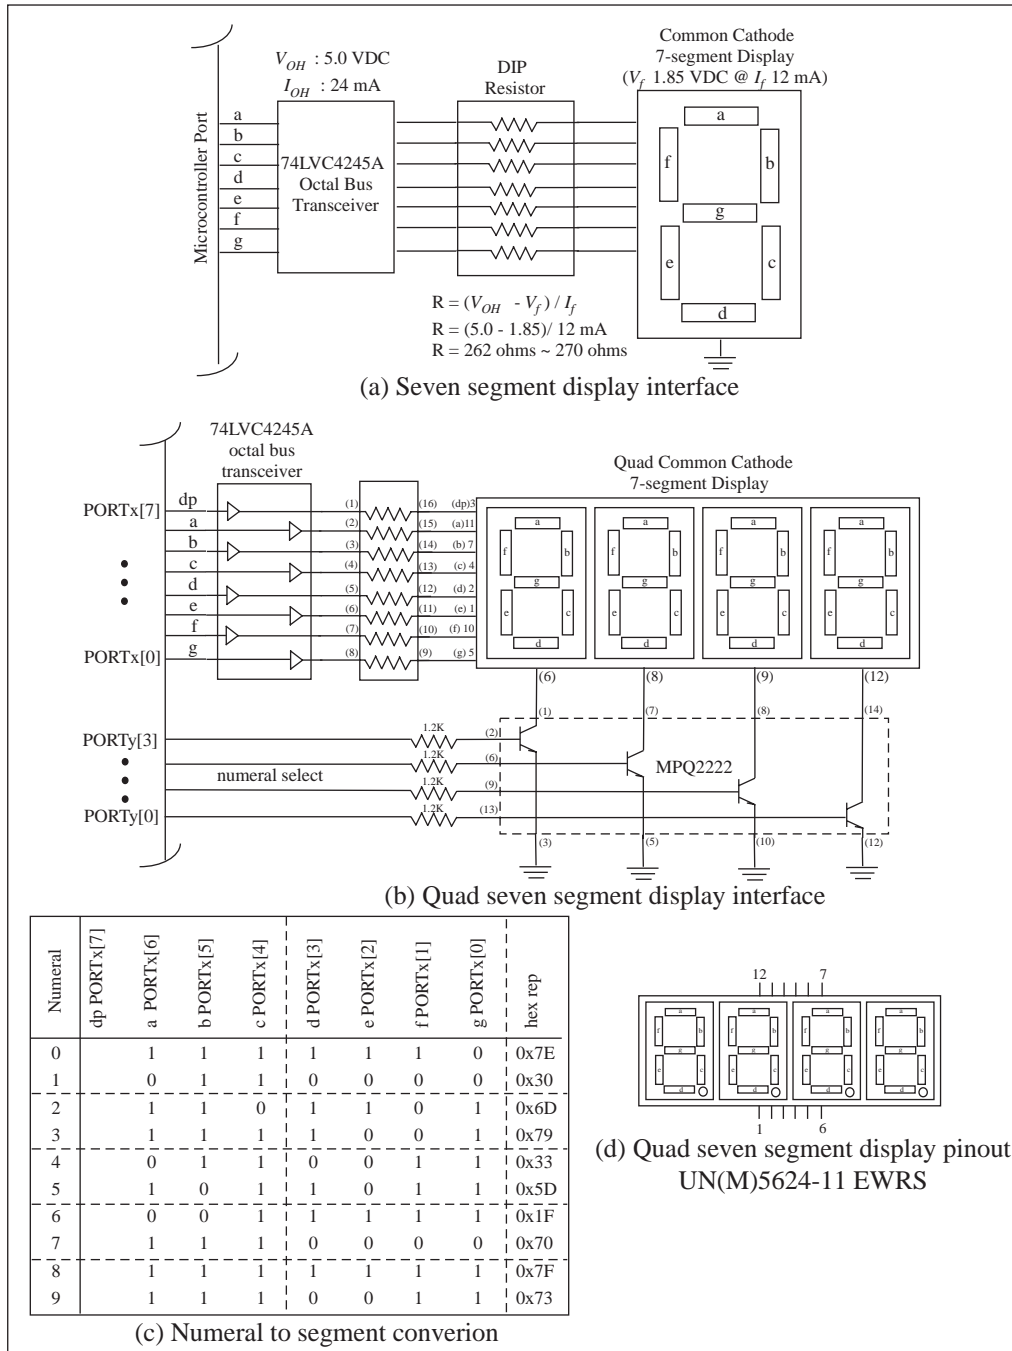 V_OH : 5.0 VDC
I_OH : 24 mA
DIP
Resistor
Common Cathode
7-segment Display
(V_f 1.85 VDC @ I_f 12 mA)
Microcontroller Port
a
b
c
d
e
f
g
74LVC4245A
Octal Bus
Transceiver
a
f
b
g
e
c
d
R = (V_OH - V_f) / I_f
R = (5.0 - 1.85)/ 12 mA
R = 262 ohms ~ 270 ohms
(a) Seven segment display interface
74LVC4245A
octal bus
transceiver
Quad Common Cathode
7-segment Display
PORTx[7]
PORTx[0]
dp (1) (16) (dp)3
a (2) (15) (a)11
b (3) (14) (b) 7
c (4) (13) (c) 4
d (5) (12) (d) 2
e (6) (11) (e) 1
f (7) (10) (f) 10
g (8) (9) (g) 5
a a a a
f b f b f b f b
g g g g
e c e c e c e c
d d d d
(6) (8) (9) (12)
(1) (7) (8) (14)
PORTy[3] 1.2K (2)
1.2K (6)
numeral select
MPQ2222
1.2K (9)
PORTy[0] 1.2K (13)
(3) (5) (10) (12)
(b) Quad seven segment display interface
Numeral dp PORTx[7] a PORTx[6] b PORTx[5] c PORTx[4] d PORTx[3] e PORTx[2] f PORTx[1] g PORTx[0] hex rep
0 1 1 1 1 1 1 0 0x7E
1 0 1 1 0 0 0 0 0x30
2 1 1 0 1 1 0 1 0x6D
3 1 1 1 1 0 0 1 0x79
4 0 1 1 0 0 1 1 0x33
5 1 0 1 1 0 1 1 0x5D
6 0 0 1 1 1 1 1 0x1F
7 1 1 1 0 0 0 0 0x70
8 1 1 1 1 1 1 1 0x7F
9 1 1 1 0 0 1 1 0x73
(c) Numeral to segment converion
12 7
a a a a
f b f b f b f b
g g g g
e c e c e c e c
d d d d
1 6
(d) Quad seven segment display pinout
UN(M)5624-11 EWRS